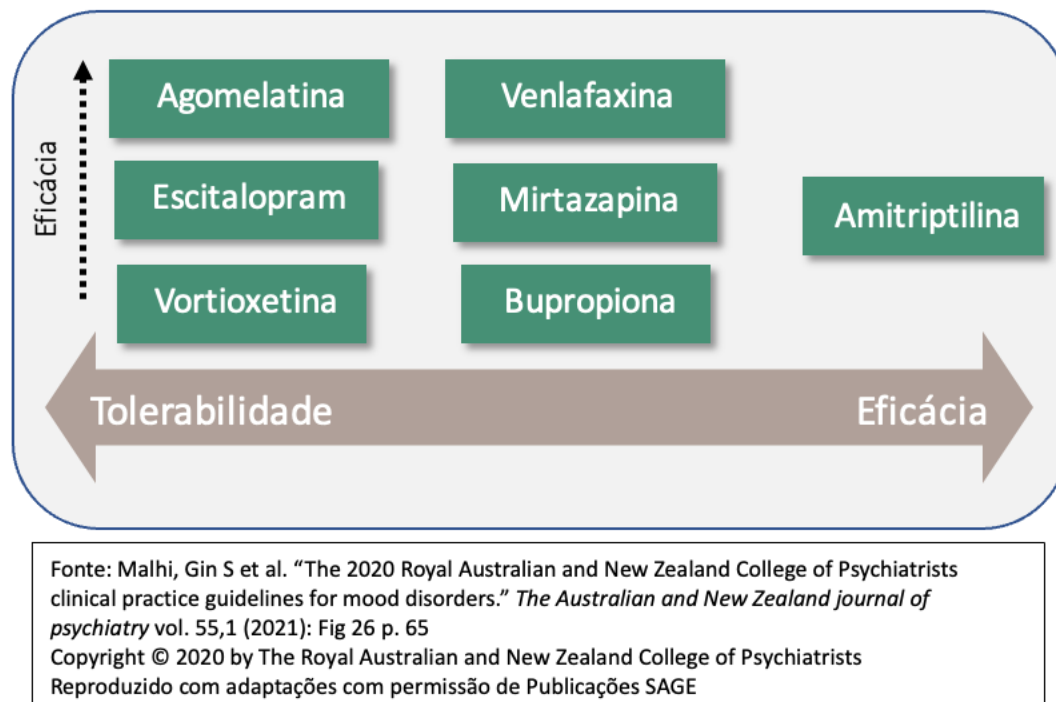 Eficácia
Agomelatina
Venlafaxina
Escitalopram
Mirtazapina
Amitriptilina
Vortioxetina
Bupropiona
Tolerabilidade
Eficácia
Fonte: Malhi, Gin S et al. “The 2020 Royal Australian and New Zealand College of Psychiatrists
clinical practice guidelines for mood disorders.” The Australian and New Zealand journal of
psychiatry vol. 55,1 (2021): Fig 26 p. 65
Copyright © 2020 by The Royal Australian and New Zealand College of Psychiatrists
Reproduzido com adaptações com permissão de Publicações SAGE